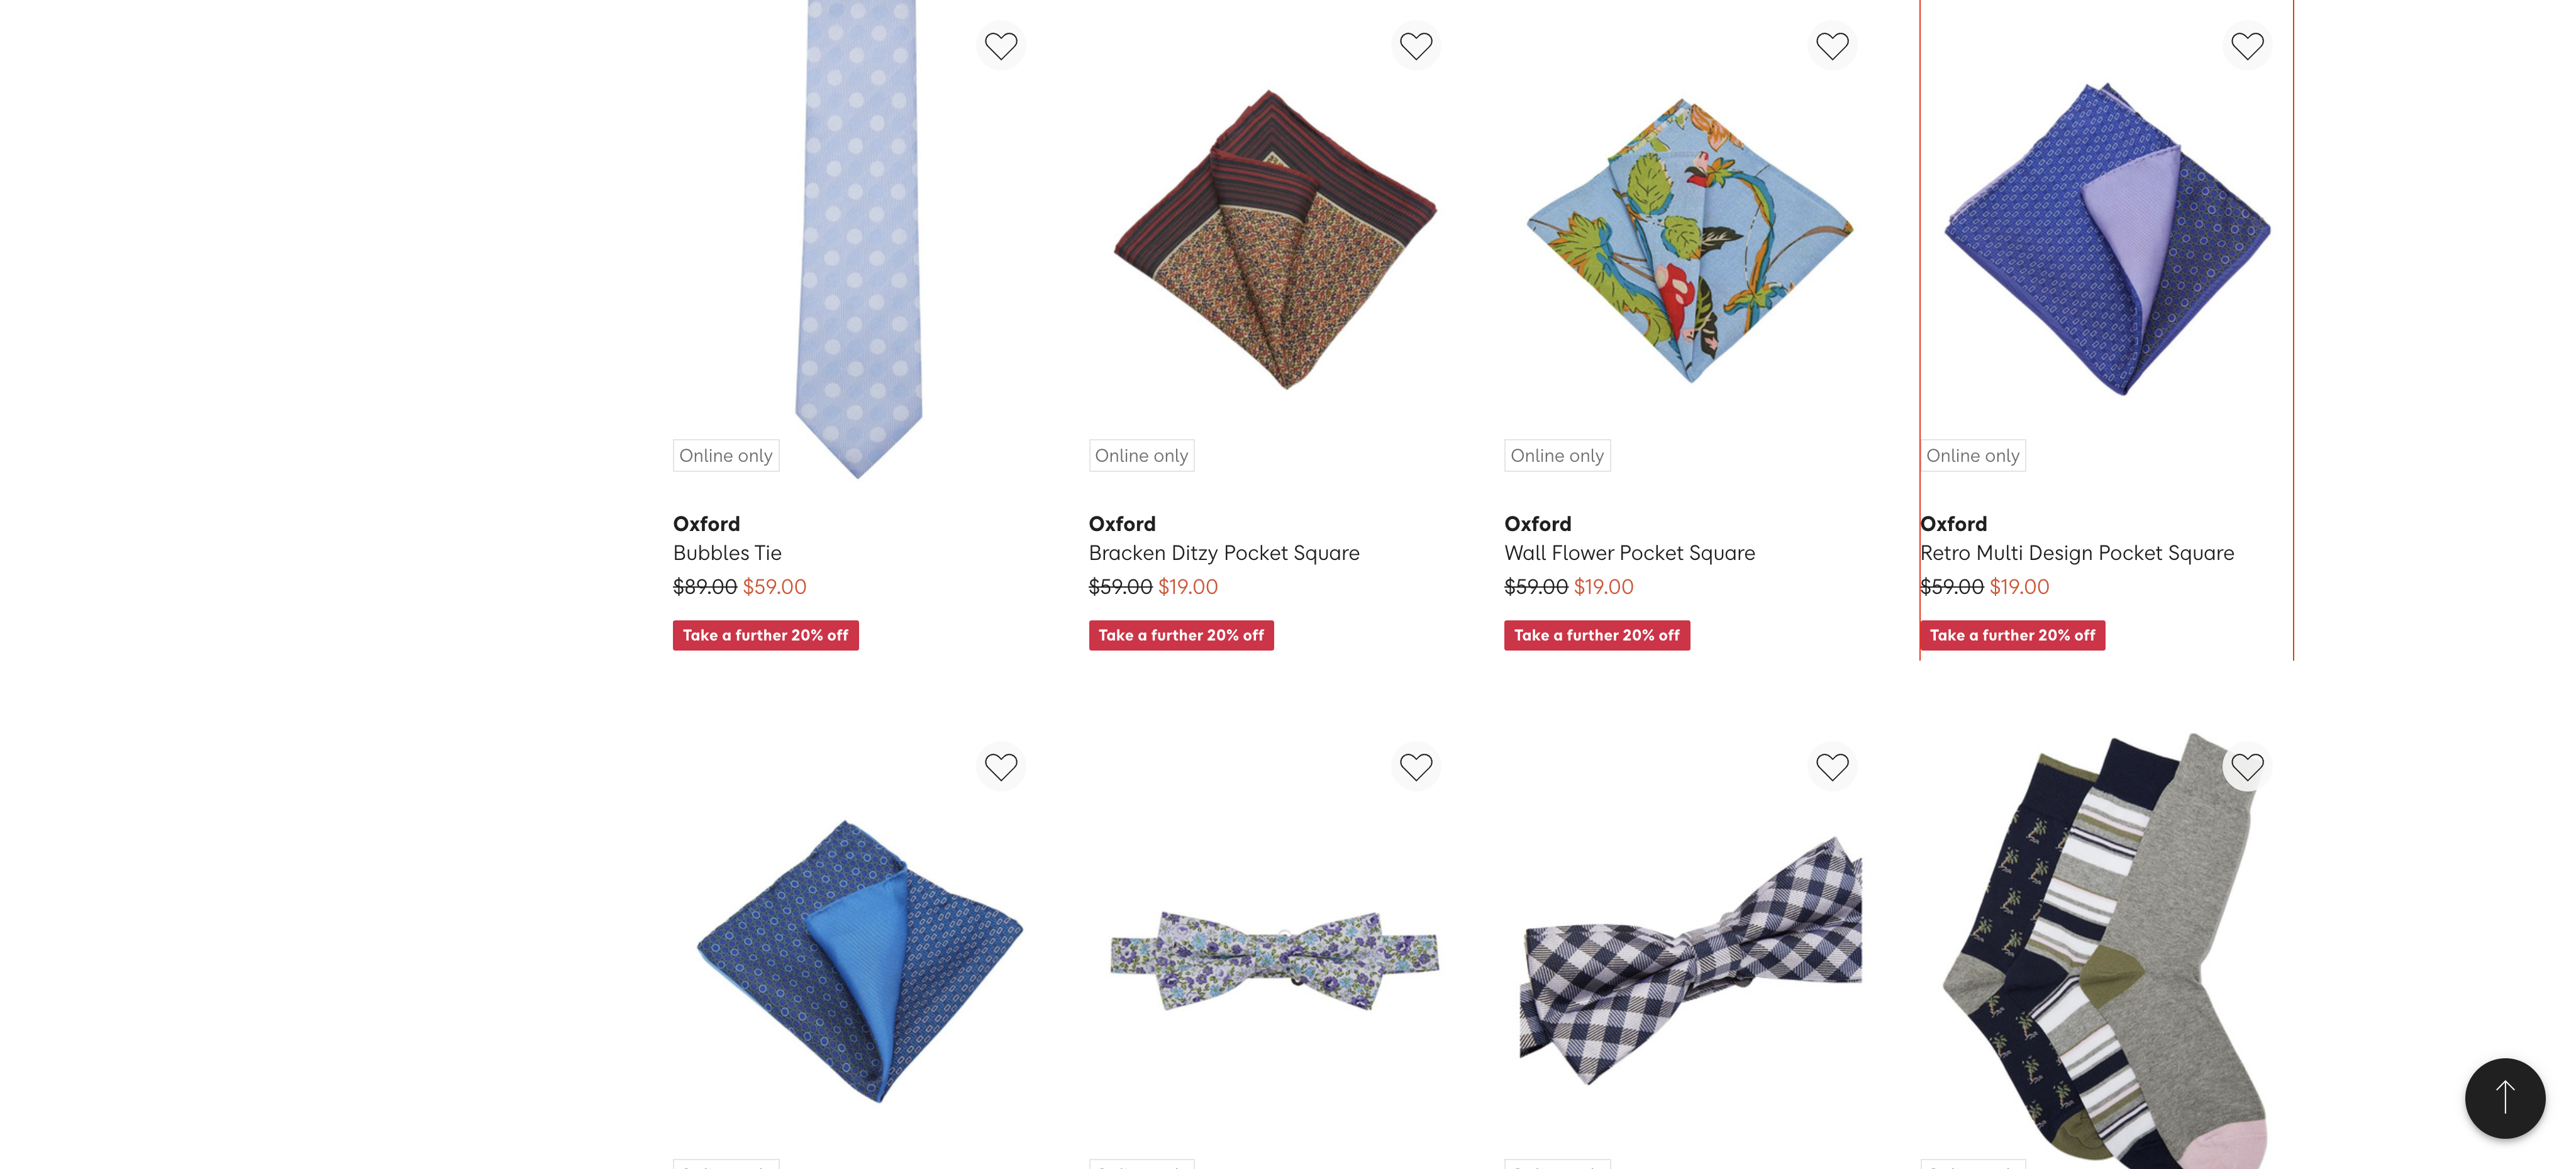 Online only
Online only
Online only
Online only
Oxford
Bubbles Tie
$89.00 $59.00
Take a further 20% off
Oxford
Bracken Ditzy Pocket Square
$59.00 $19.00
Take a further 20% off
Oxford
Wall Flower Pocket Square
$59.00 $19.00
Take a further 20% off
Oxford
Retro Multi Design Pocket Square
$59.00 $19.00
Take a further 20% off